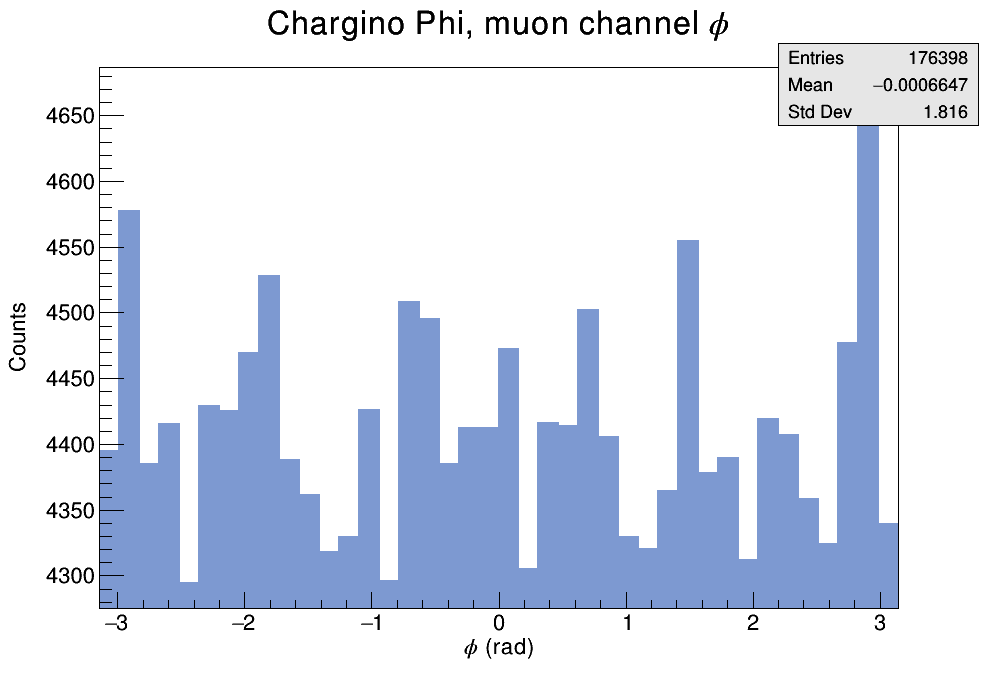 Chargino Phi, muon channel ϕ
Entries 176398
Mean −0.0006647
Std Dev 1.816
4650
4600
4550
4500
4450
4400
4350
4300
Counts
−3 −2 −1 0 1 2 3
ϕ (rad)